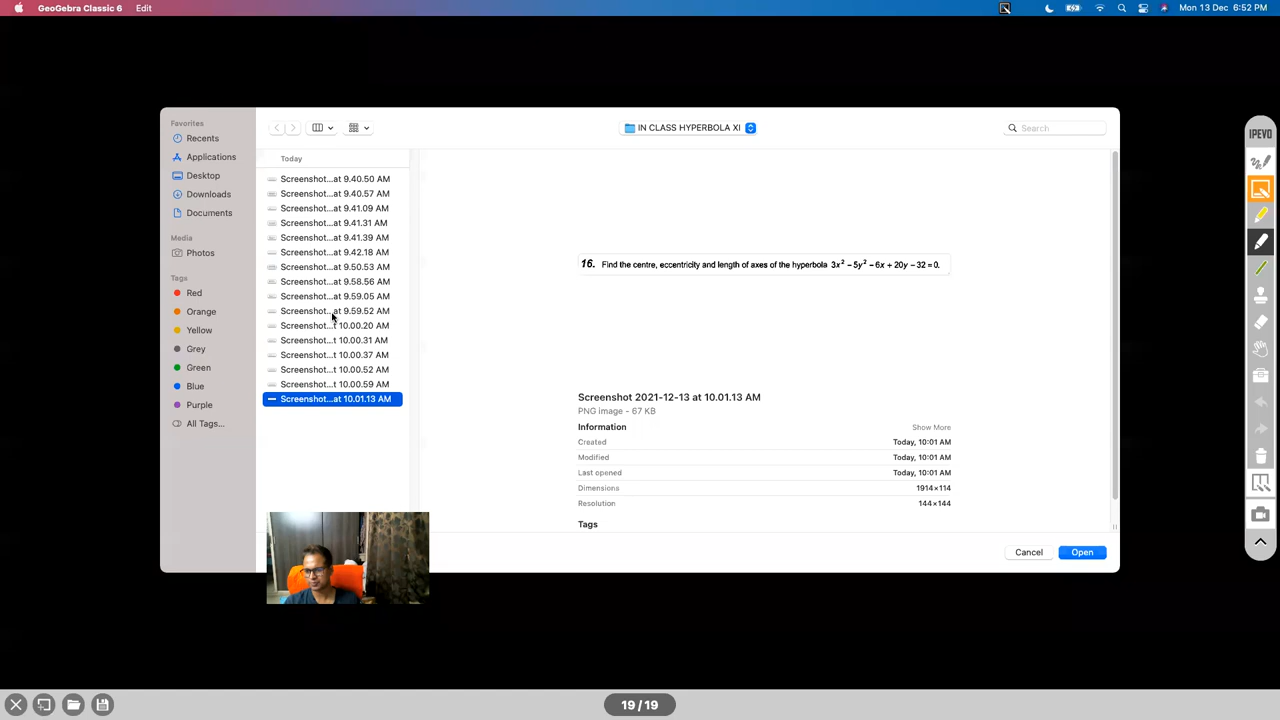 GeoGebra Classic 6 Edit
Mon 13 Dec 6:52 PM
IN CLASS HYPERBOLA XI
Search
Favorites
Recents
Applications
Desktop
Downloads
Documents
Media
Photos
Tags
Red
Orange
Yellow
Grey
Green
Blue
Purple
All Tags...
Today
Screenshot...at 9.40.50 AM
Screenshot...at 9.40.57 AM
Screenshot...at 9.41.09 AM
Screenshot...at 9.41.31 AM
Screenshot...at 9.41.39 AM
Screenshot...at 9.42.18 AM
Screenshot...at 9.50.53 AM
Screenshot...at 9.58.56 AM
Screenshot...at 9.59.05 AM
Screenshot...at 9.59.52 AM
Screenshot...t 10.00.20 AM
Screenshot...t 10.00.31 AM
Screenshot...t 10.00.37 AM
Screenshot...t 10.00.52 AM
Screenshot...t 10.00.59 AM
Screenshot...at 10.01.13 AM
16. Find the centre, eccentricity and length of axes of the hyperbola 3x² – 5y² – 6x + 20y – 32 = 0.
Screenshot 2021-12-13 at 10.01.13 AM
PNG image - 67 KB
Information Show More
Created Today, 10:01 AM
Modified Today, 10:01 AM
Last opened Today, 10:01 AM
Dimensions 1914×114
Resolution 144×144
Tags
Cancel Open
IPEVO
19 / 19